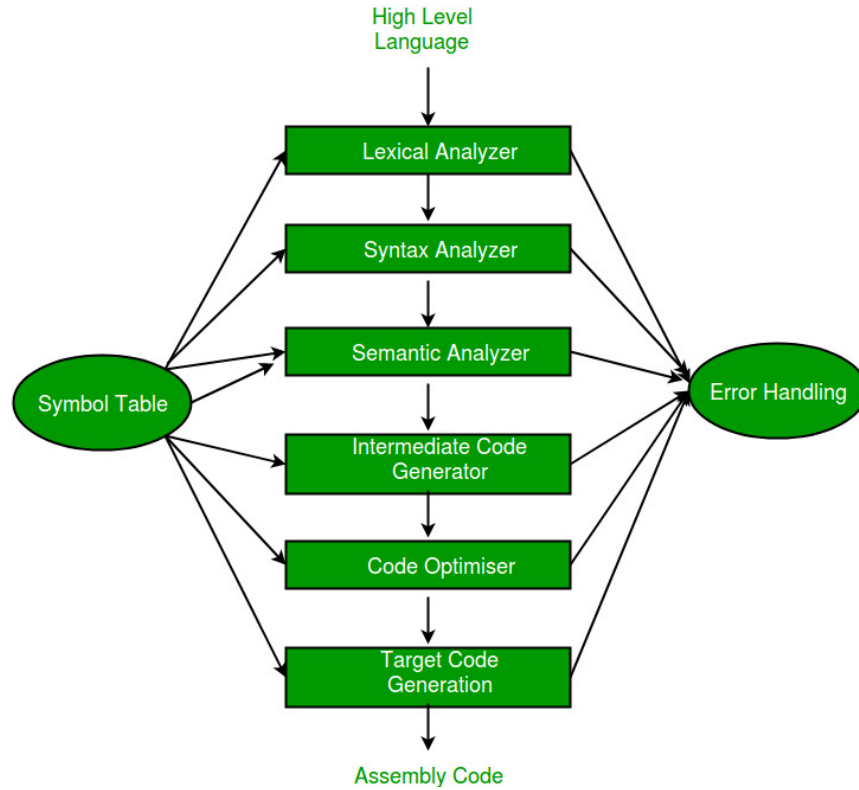 High Level
Language
Lexical Analyzer
Syntax Analyzer
Semantic Analyzer
Symbol Table
Error Handling
Intermediate Code
Generator
Code Optimiser
Target Code
Generation
Assembly Code